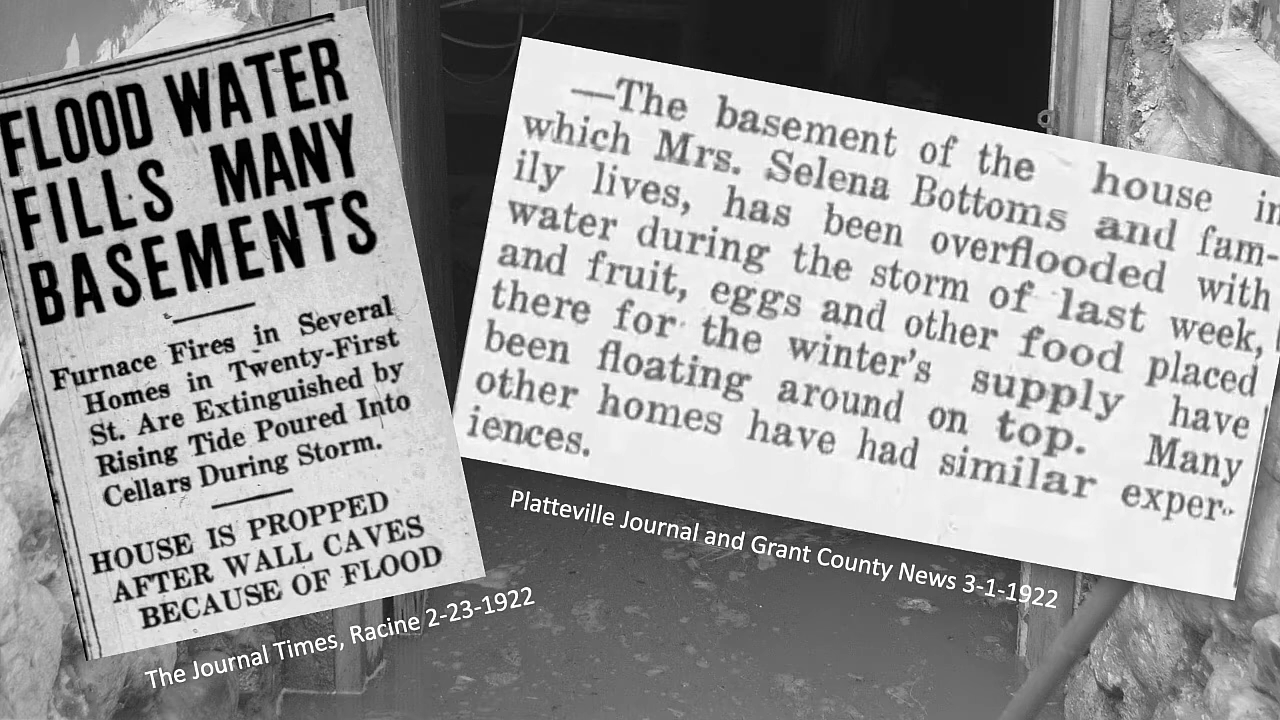 FLOOD WATER
FILLS MANY
BASEMENTS
Furnace Fires in Several
Homes in Twenty-First
St. Are Extinguished by
Rising Tide Poured Into
Cellars During Storm.
HOUSE IS PROPPED
AFTER WALL CAVES
BECAUSE OF FLOOD
The Journal Times, Racine 2-23-1922
—The basement of the house in
which Mrs. Selena Bottoms and fam-
ily lives, has been overflooded with
water during the storm of last week,
and fruit, eggs and other food placed
there for the winter's supply have
been floating around on top. Many
other homes have had similar exper-
iences.
Platteville Journal and Grant County News 3-1-1922